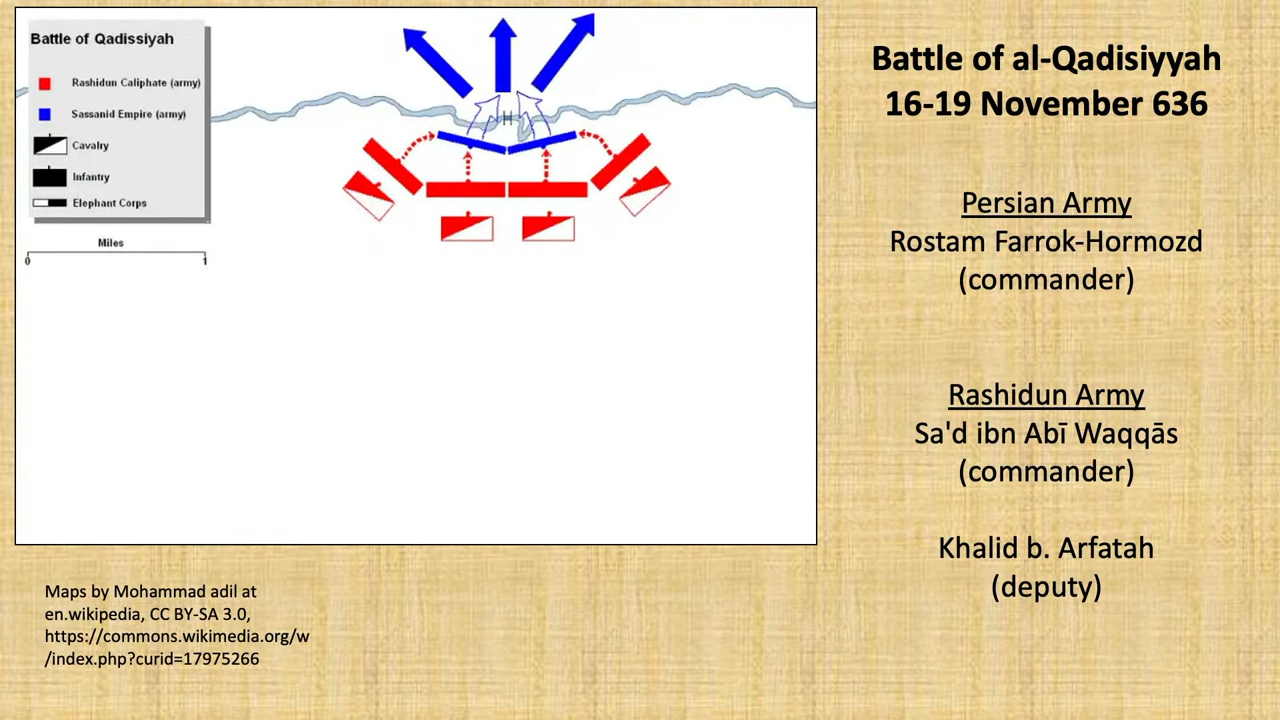 Battle of Qadissiyah
Rashidun Caliphate (army)
Sassanid Empire (army)
Cavalry
Infantry
Elephant Corps
Miles
0 1
H
Battle of al-Qadisiyyah
16-19 November 636
Persian Army
Rostam Farrok-Hormozd
(commander)
Rashidun Army
Sa'd ibn Abī Waqqās
(commander)
Khalid b. Arfatah
(deputy)
Maps by Mohammad adil at
en.wikipedia, CC BY-SA 3.0,
https://commons.wikimedia.org/w
/index.php?curid=17975266